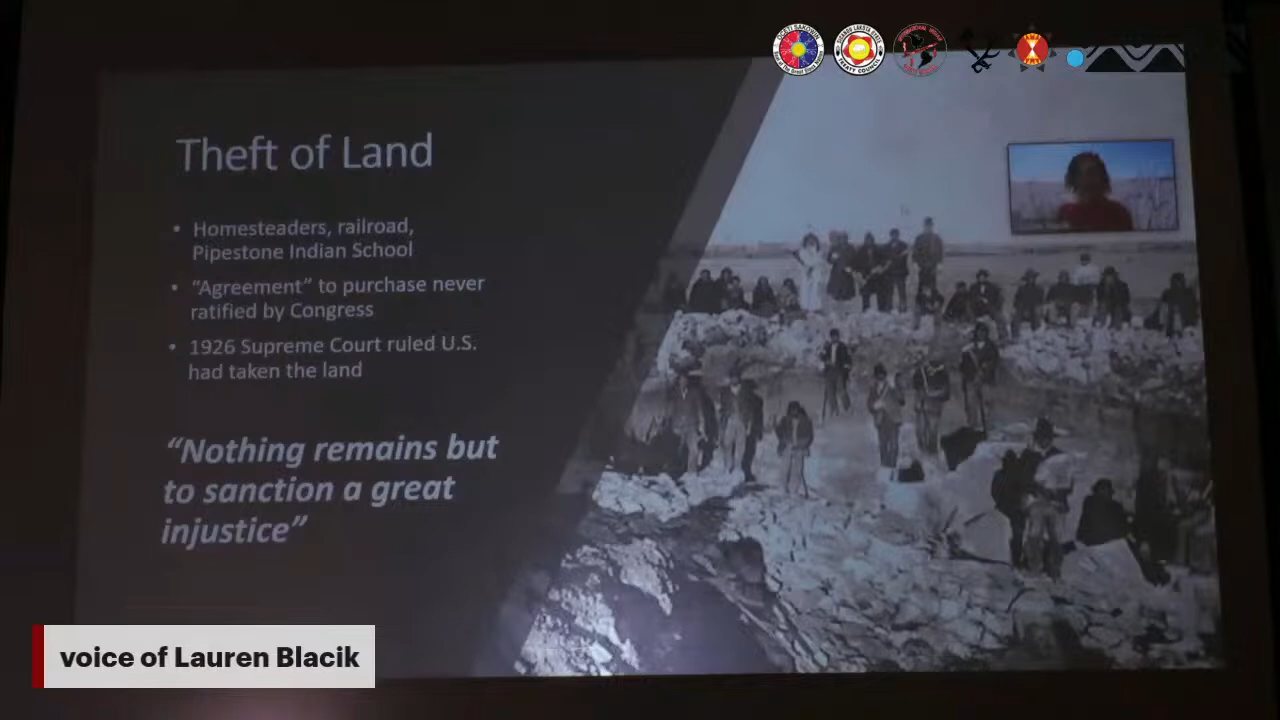 Theft of Land
• Homesteaders, railroad,
Pipestone Indian School
• “Agreement” to purchase never
ratified by Congress
• 1926 Supreme Court ruled U.S.
had taken the land
“Nothing remains but
to sanction a great
injustice”
voice of Lauren Blacik